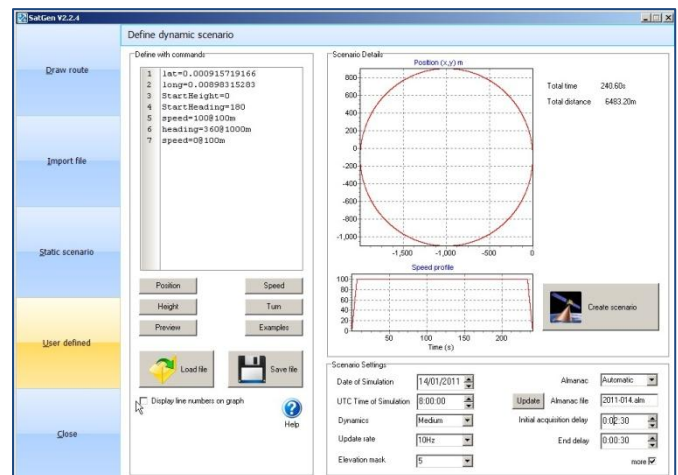 SatGen V2.2.4
Define dynamic scenario
Draw route
Import file
Static scenario
User defined
Close
Define with commands
1 lat=0.000915719166
2 long=0.00898315283
3 StartHeight=0
4 StartHeading=180
5 speed=100@100m
6 heading=360@1000m
7 speed=0@100m
Position Speed
Height Turn
Preview Examples
Load file Save file
Display line numbers on graph
Help
Scenario Details
Position (x,y) m
800
600
400
200
0
-200
-400
-600
-800
-1,000
-1,500 -1,000 -500 0
Total time 240.60s
Total distance 6483.20m
Speed profile
100
80
60
40
20
0
50 100 150 200
Time (s)
Create scenario
Scenario Settings
Date of Simulation 14/01/2011
UTC Time of Simulation 8:00:00
Dynamics Medium
Update rate 10Hz
Elevation mask 5
Almanac Automatic
Update Almanac file 2011-014.alm
Initial acquisition delay 0:02:30
End delay 0:00:30
more